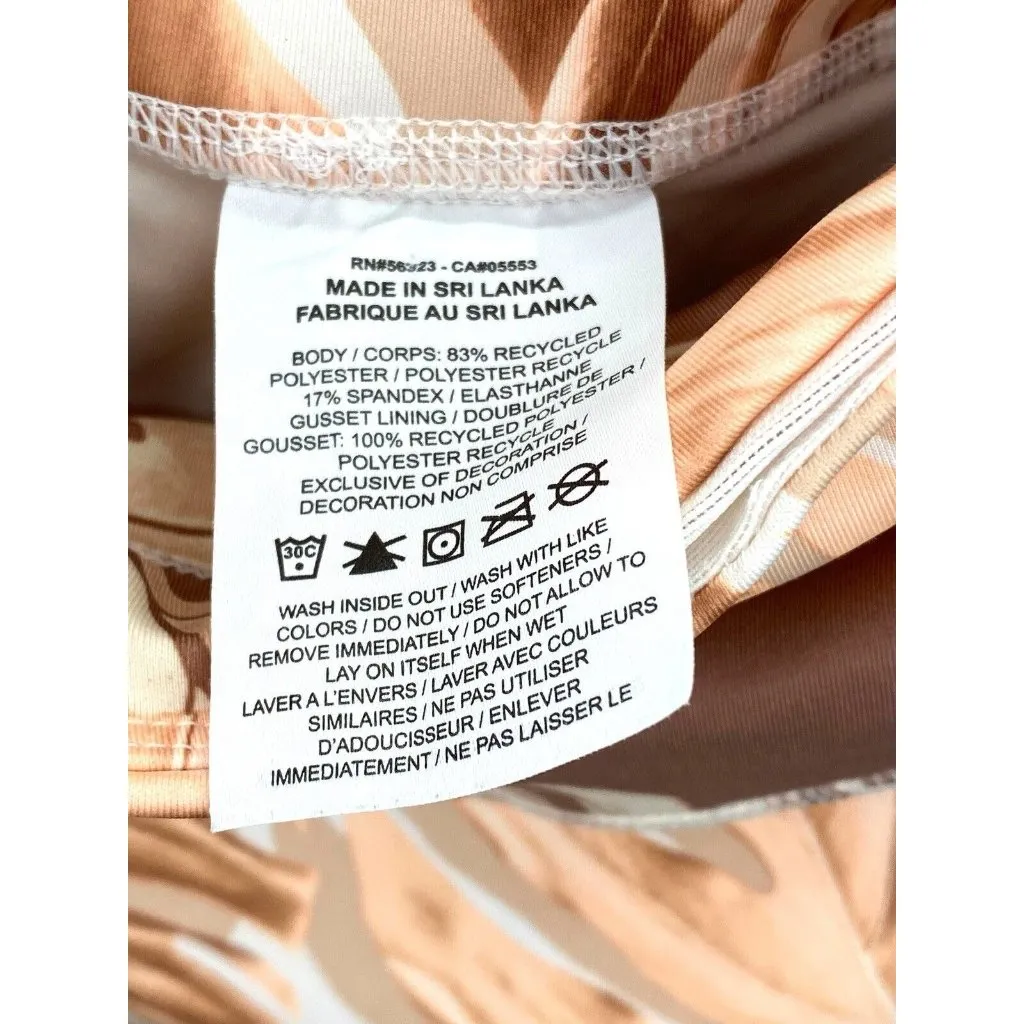 RN#56323 - CA#05553
MADE IN SRI LANKA
FABRIQUE AU SRI LANKA
BODY / CORPS: 83% RECYCLED
POLYESTER / POLYESTER RECYCLE
17% SPANDEX / ELASTHANNE
GUSSET LINING / DOUBLURE DE
GOUSSET: 100% RECYCLED POLYESTER /
POLYESTER RECYCLE
EXCLUSIVE OF DECORATION /
DECORATION NON COMPRISE
30C
WASH INSIDE OUT / WASH WITH LIKE
COLORS / DO NOT USE SOFTENERS /
REMOVE IMMEDIATELY / DO NOT ALLOW TO
LAY ON ITSELF WHEN WET
LAVER A L'ENVERS / LAVER AVEC COULEURS
SIMILAIRES / NE PAS UTILISER
D'ADOUCISSEUR / ENLEVER
IMMEDIATEMENT / NE PAS LAISSER LE